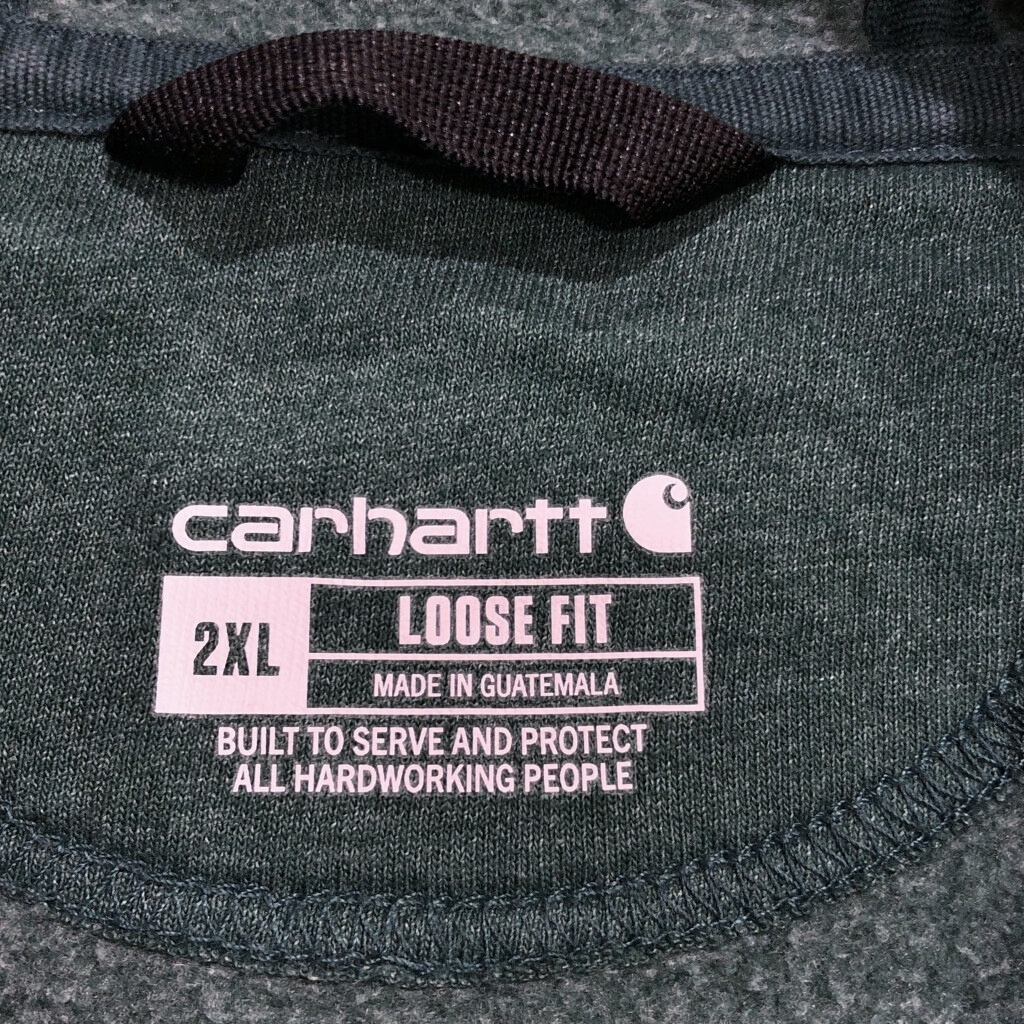 carhartt
2XL
LOOSE FIT
MADE IN GUATEMALA
BUILT TO SERVE AND PROTECT
ALL HARDWORKING PEOPLE